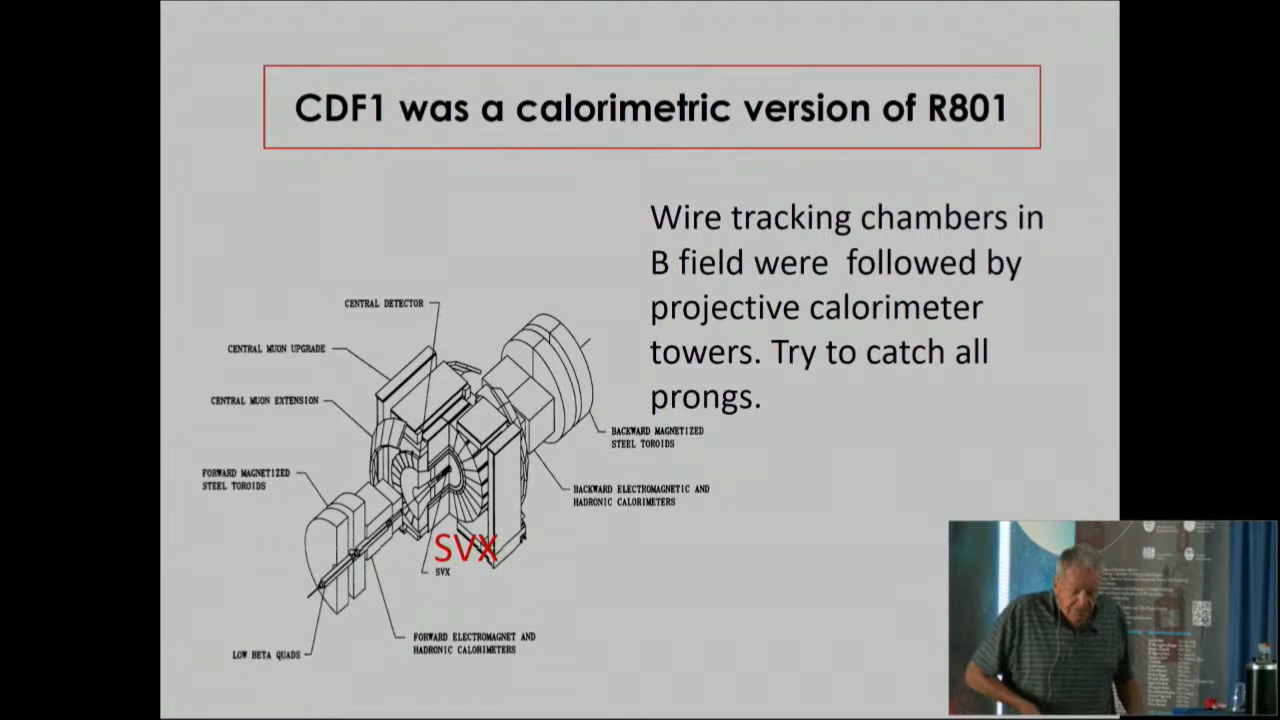 CDF1 was a calorimetric version of R801
Wire tracking chambers in
B field were followed by
projective calorimeter
towers. Try to catch all
prongs.
CENTRAL DETECTOR
CENTRAL MUON UPGRADE
CENTRAL MUON EXTENSION
FORWARD MAGNETIZED
STEEL TOROIDS
BACKWARD MAGNETIZED
STEEL TOROIDS
BACKWARD ELECTROMAGNETIC AND
HADRONIC CALORIMETERS
SVX
SVX
FORWARD ELECTROMAGNET AND
HADRONIC CALORIMETERS
LOW BETA QUADS